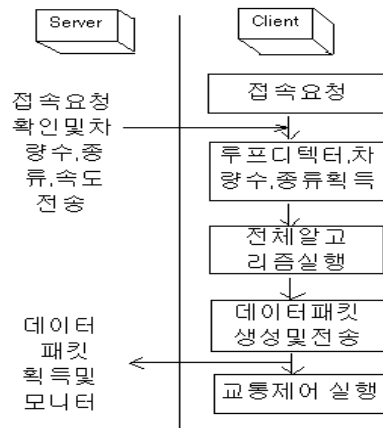 Server
Client
접속요청
확인및차
량수,종
류,속도
전송
접속요청
루프디텍터,차
량수,종류획득
전체알고
리즘실행
데이터패킷
생성및전송
데이터
패킷
획득및
모니터
교통제어 실행